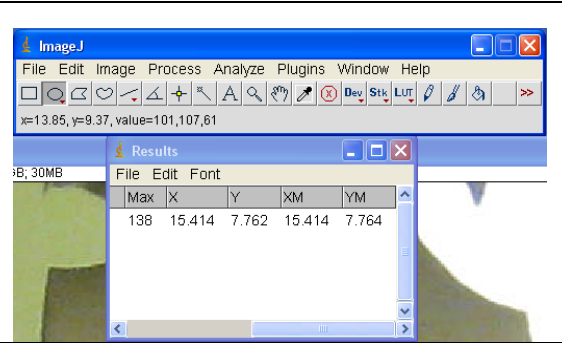 ImageJ
File Edit Image Process Analyze Plugins Window Help
A Dev Stk LUT >>
x=13.85, y=9.37, value=101,107,61
Results
GB; 30MB
File Edit Font
Max X Y XM YM
138 15.414 7.762 15.414 7.764